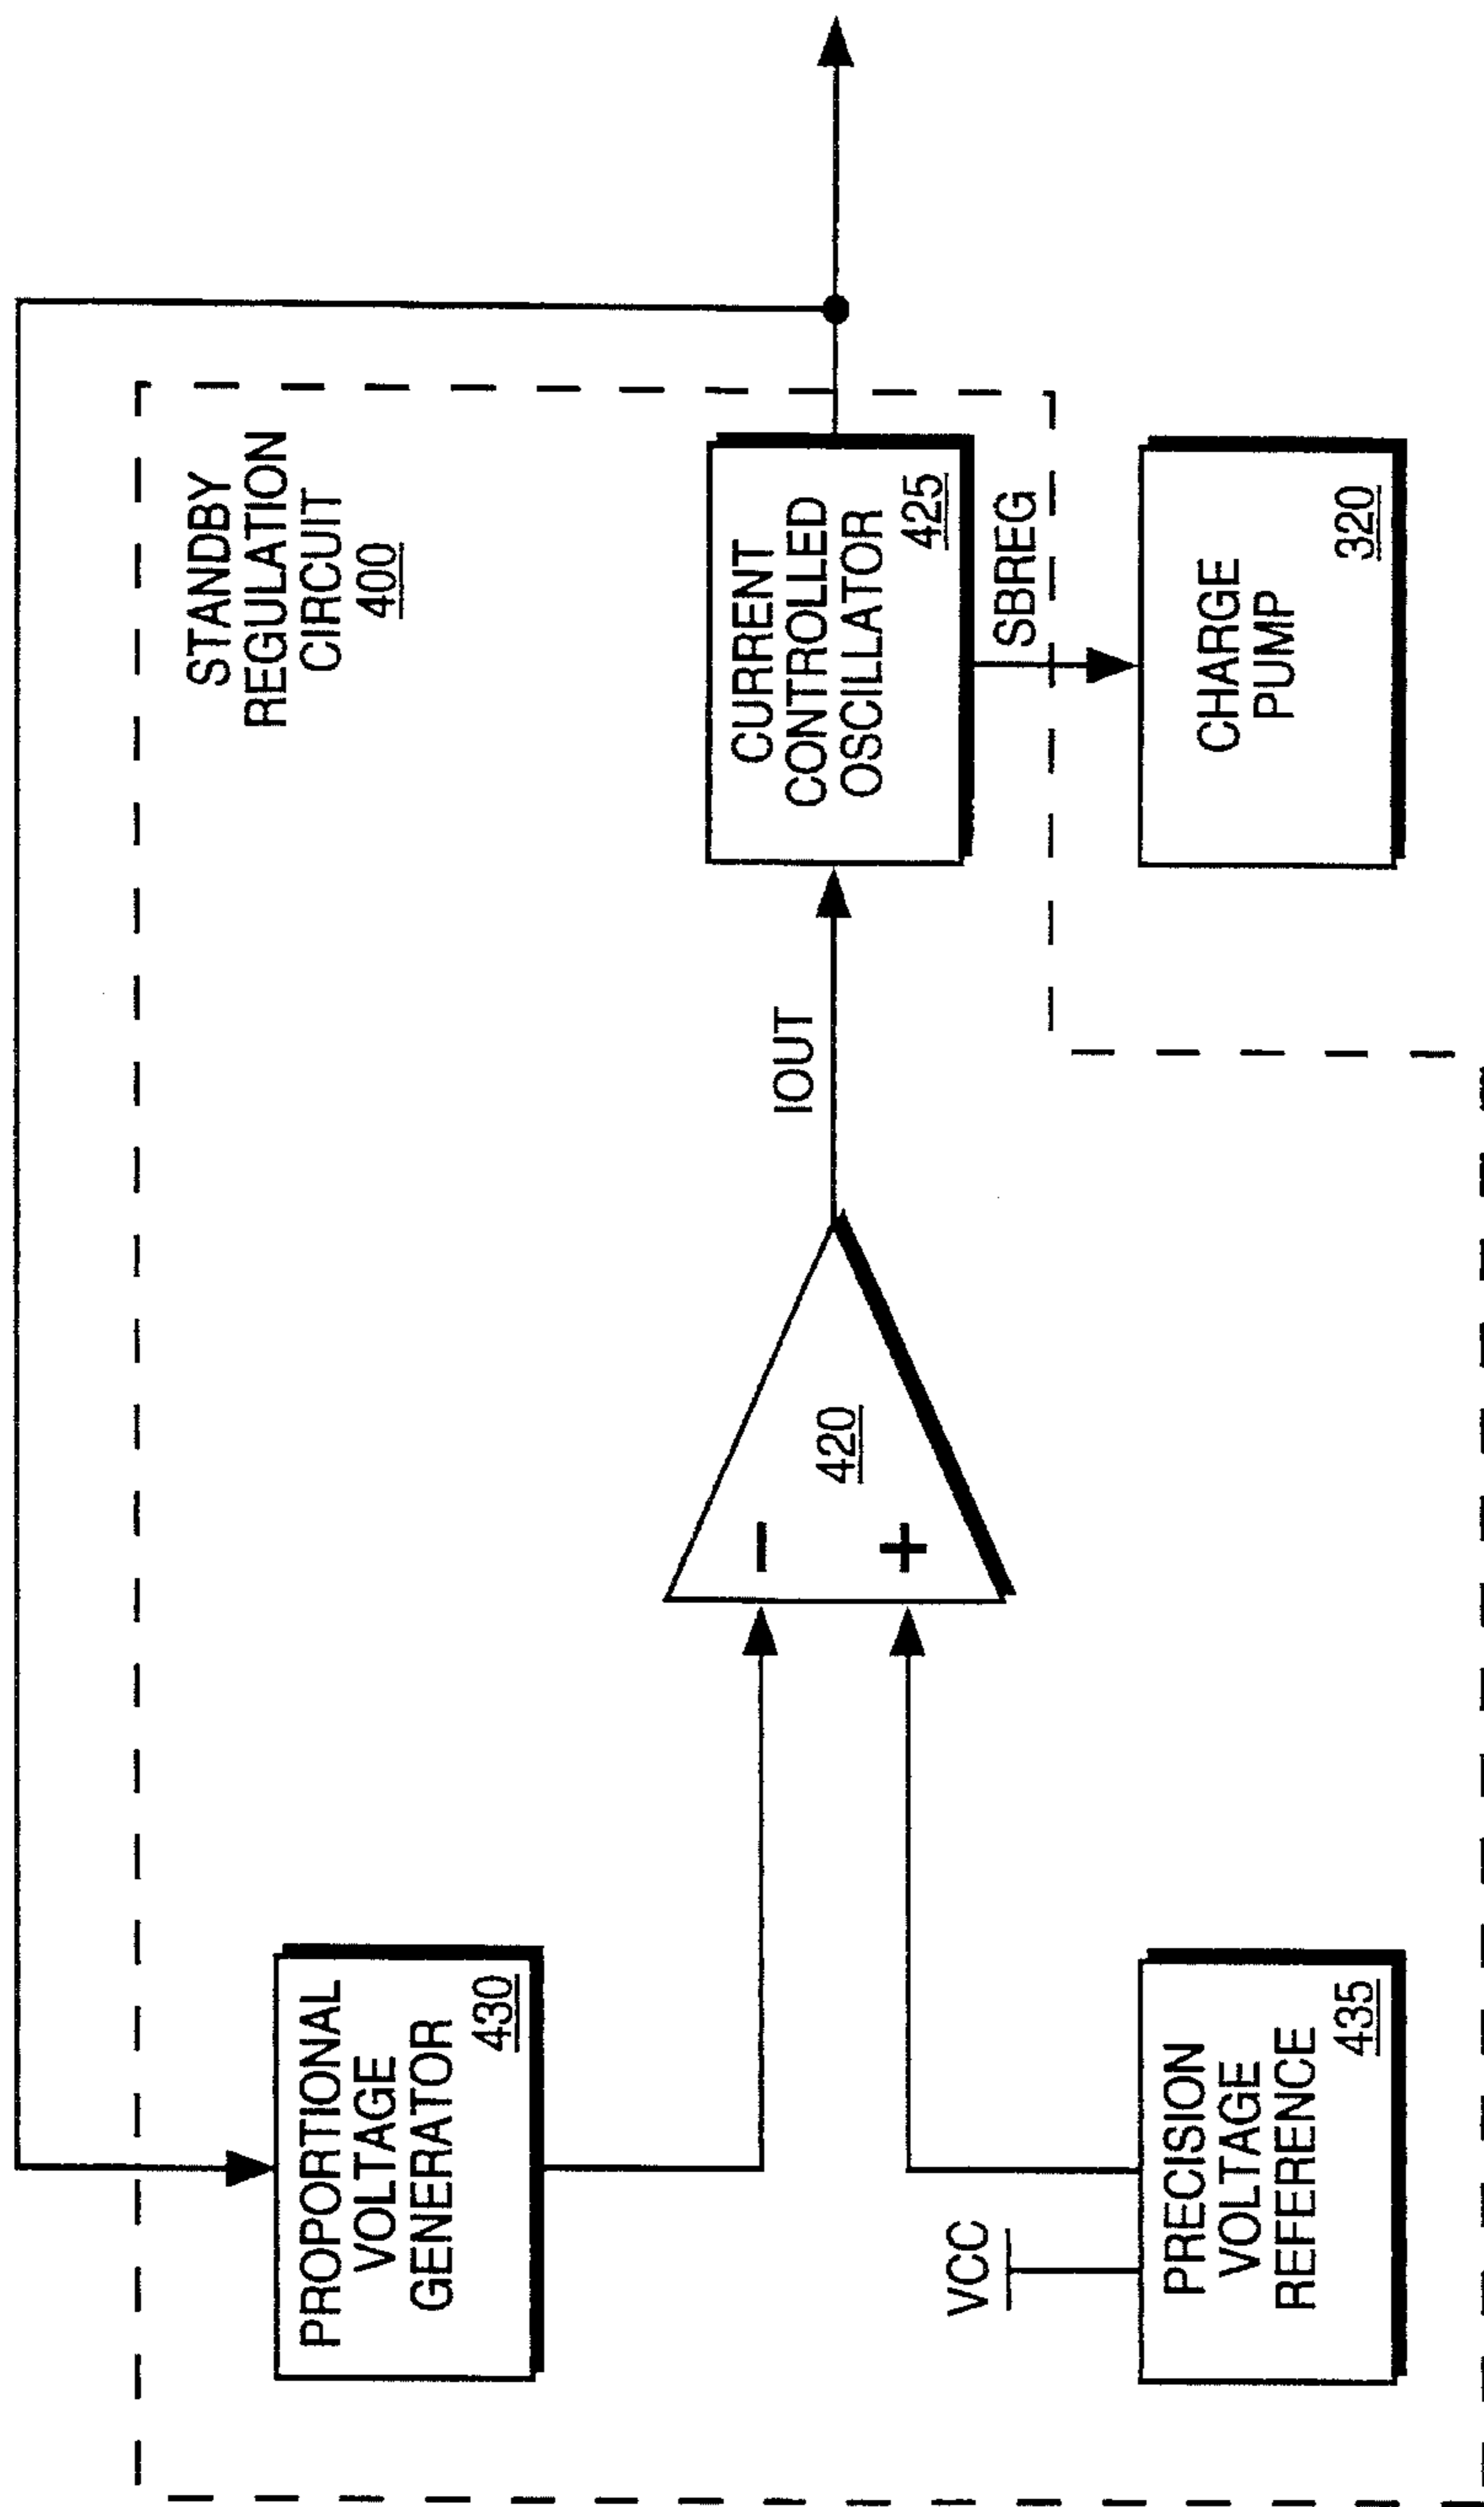 STANDBY
REGULATION
CIRCUIT
400
PROPORTIONAL
VOLTAGE
GENERATOR
430
-
+
420
IOUT
CURRENT
CONTROLLED
OSCILLATOR
425
SBREG
VCC
PRECISION
VOLTAGE
REFERENCE
435
CHARGE
PUMP
320